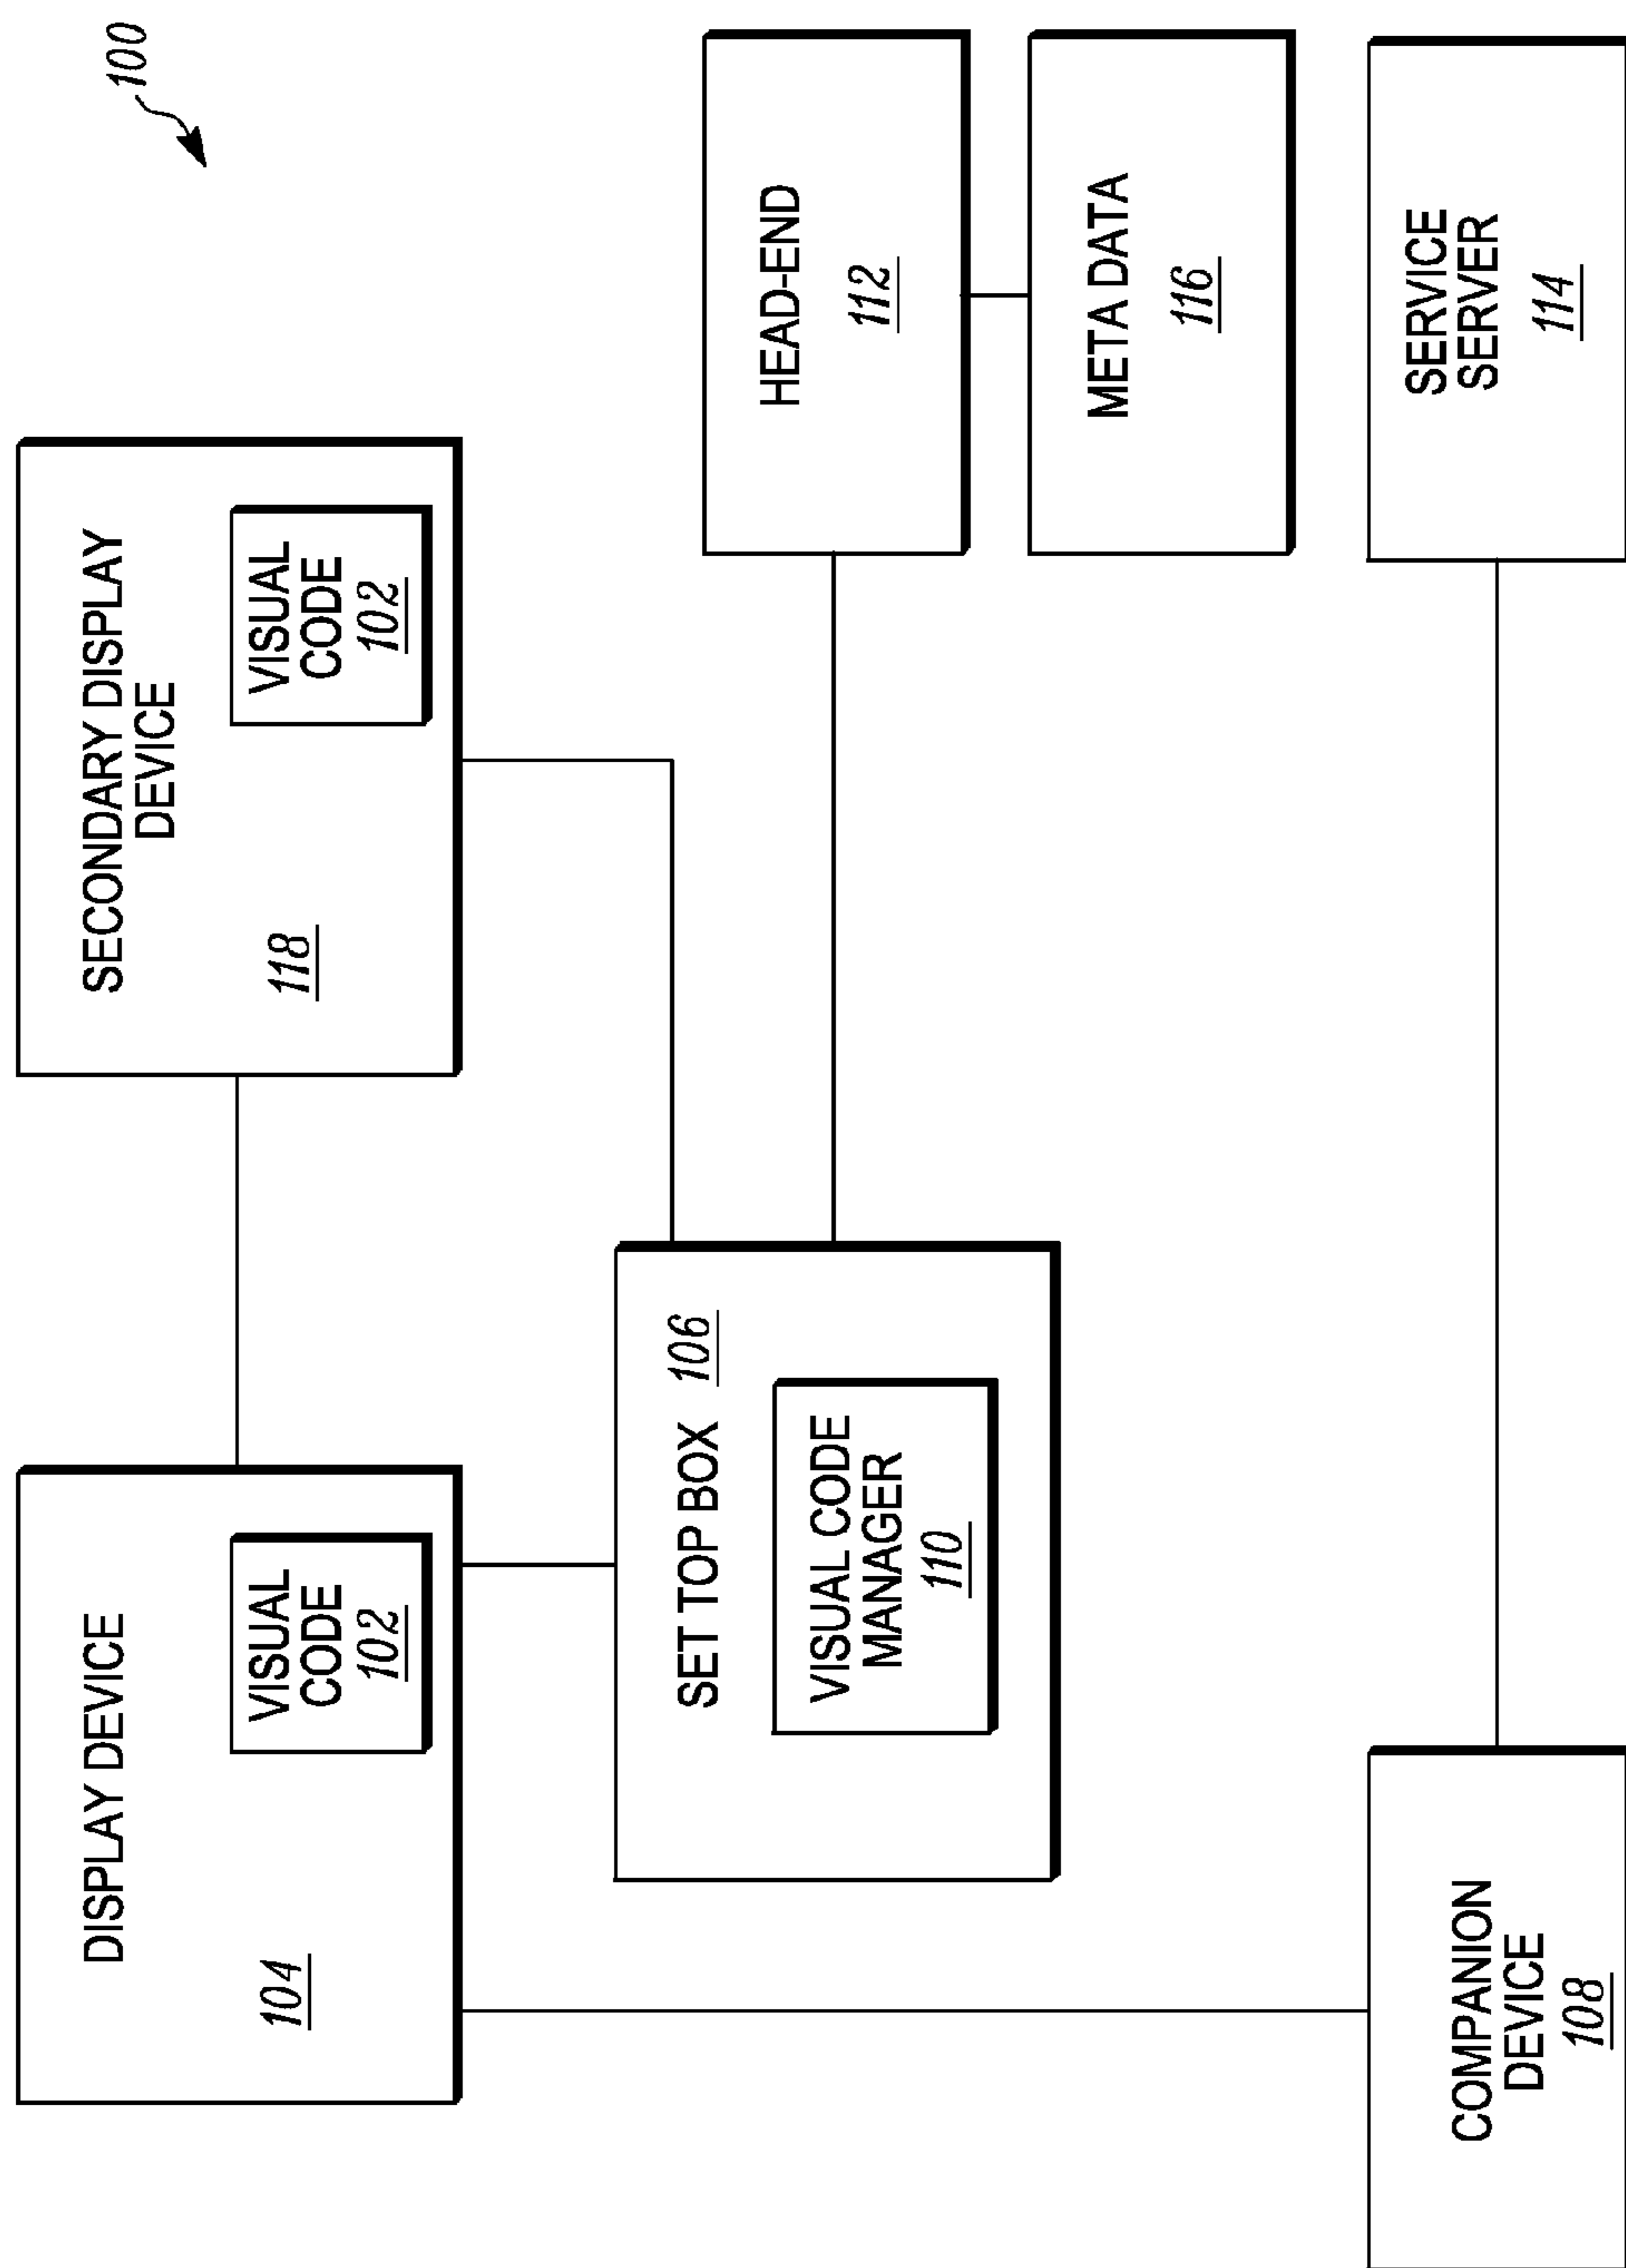 100
DISPLAY DEVICE
104
VISUAL
CODE
102
SECONDARY DISPLAY
DEVICE
118
VISUAL
CODE
102
SET TOP BOX 106
VISUAL CODE
MANAGER
110
HEAD-END
112
META DATA
116
COMPANION
DEVICE
108
SERVICE
SERVER
114